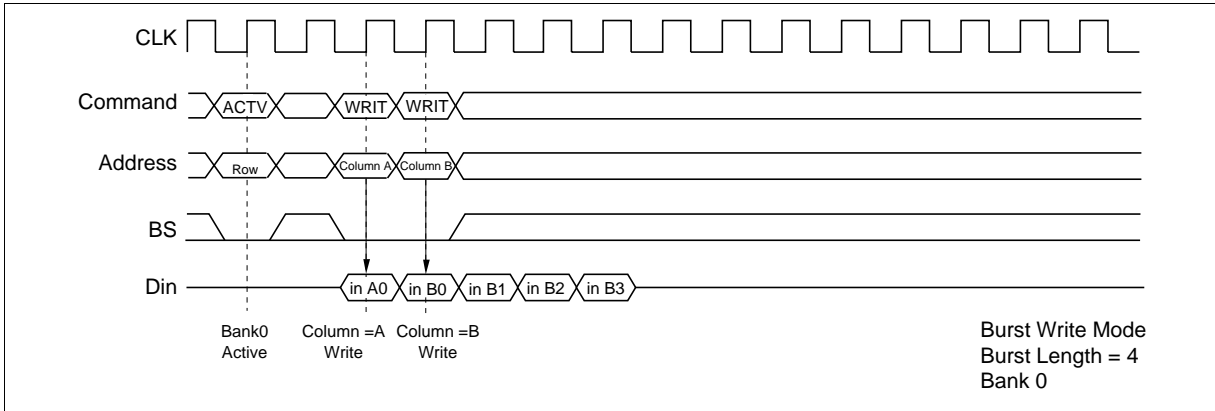 CLK
Command ACTV WRIT WRIT
Address Row Column A Column B
BS
Din in A0 in B0 in B1 in B2 in B3
Bank0 Column =A Column =B
Active Write Write
Burst Write Mode
Burst Length = 4
Bank 0